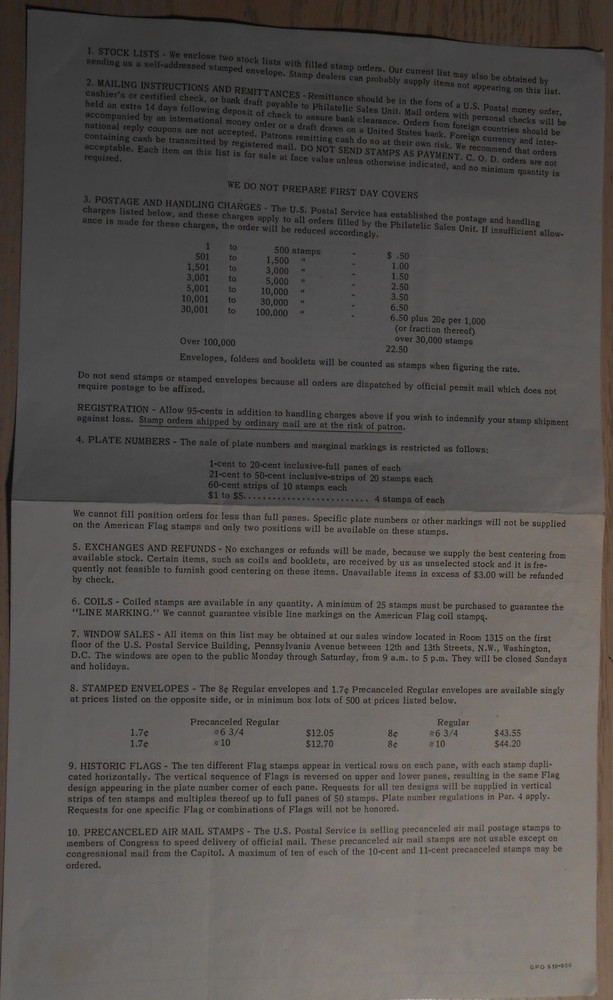 1. STOCK LISTS - We enclose two stock lists with filled stamp orders. Our current list may also be obtained by
sending us a self-addressed stamped envelope. Stamp dealers can probably supply items not appearing on this list.
2. MAILING INSTRUCTIONS AND REMITTANCES - Remittance should be in the form of a U.S. Postal money order,
cashier's or certified check, or bank draft payable to Philatelic Sales Unit. Mail orders with personal checks will be
held an extra 14 days following deposit of check to assure bank clearance. Orders from foreign countries should be
accompanied by an international money order or a draft drawn on a United States bank. Foreign currency and inter-
national reply coupons are not accepted. Patrons remitting cash do so at their own risk. We recommend that orders
containing cash be transmitted by registered mail. DO NOT SEND STAMPS AS PAYMENT. C. O. D. orders are not
acceptable. Each item on this list is for sale at face value unless otherwise indicated, and no minimum quantity is
required.
WE DO NOT PREPARE FIRST DAY COVERS
3. POSTAGE AND HANDLING CHARGES - The U.S. Postal Service has established the postage and handling
charges listed below, and these charges apply to all orders filled by the Philatelic Sales Unit. If insufficient allow-
ance is made for these charges, the order will be reduced accordingly.
1 to 500 stamps - $ .50
501 to 1,500 " - 1.00
1,501 to 3,000 " - 1.50
3,001 to 5,000 " - 2.50
5,001 to 10,000 " - 3.50
10,001 to 30,000 " - 6.50
30,001 to 100,000 " - 6.50 plus 20¢ per 1,000
(or fraction thereof)
over 30,000 stamps
Over 100,000 22.50
Envelopes, folders and booklets will be counted as stamps when figuring the rate.
Do not send stamps or stamped envelopes because all orders are dispatched by official permit mail which does not
require postage to be affixed.
REGISTRATION - Allow 95-cents in addition to handling charges above if you wish to indemnify your stamp shipment
against loss. Stamp orders shipped by ordinary mail are at the risk of patron.
4. PLATE NUMBERS - The sale of plate numbers and marginal markings is restricted as follows:
1-cent to 20-cent inclusive-full panes of each
21-cent to 50-cent inclusive-strips of 20 stamps each
60-cent strips of 10 stamps each
$1 to $5.......................... 4 stamps of each
We cannot fill position orders for less than full panes. Specific plate numbers or other markings will not be supplied
on the American Flag stamps and only two positions will be available on these stamps.
5. EXCHANGES AND REFUNDS - No exchanges or refunds will be made, because we supply the best centering from
available stock. Certain items, such as coils and booklets, are received by us as unselected stock and it is fre-
quently not feasible to furnish good centering on these items. Unavailable items in excess of $3.00 will be refunded
by check.
6. COILS - Coiled stamps are available in any quantity. A minimum of 25 stamps must be purchased to guarantee the
"LINE MARKING." We cannot guarantee visible line markings on the American Flag coil stamps.
7. WINDOW SALES - All items on this list may be obtained at our sales window located in Room 1315 on the first
floor of the U.S. Postal Service Building, Pennsylvania Avenue between 12th and 13th Streets, N.W., Washington,
D.C. The windows are open to the public Monday through Saturday, from 9 a.m. to 5 p.m. They will be closed Sundays
and holidays.
8. STAMPED ENVELOPES - The 8¢ Regular envelopes and 1.7¢ Precanceled Regular envelopes are available singly
at prices listed on the opposite side, or in minimum box lots of 500 at prices listed below.
Precanceled Regular Regular
1.7¢ #6 3/4 $12.05 8¢ #6 3/4 $43.55
1.7¢ #10 $12.70 8¢ #10 $44.20
9. HISTORIC FLAGS - The ten different Flag stamps appear in vertical rows on each pane, with each stamp dupli-
cated horizontally. The vertical sequence of Flags is reversed on upper and lower panes, resulting in the same Flag
design appearing in the plate number corner of each pane. Requests for all ten designs will be supplied in vertical
strips of ten stamps and multiples thereof up to full panes of 50 stamps. Plate number regulations in Par. 4 apply.
Requests for one specific Flag or combinations of Flags will not be honored.
10. PRECANCELED AIR MAIL STAMPS - The U.S. Postal Service is selling precanceled air mail postage stamps to
members of Congress to speed delivery of official mail. These precanceled air mail stamps are not usable except on
congressional mail from the Capitol. A maximum of ten of each of the 10-cent and 11-cent precanceled stamps may be
ordered.
GPO